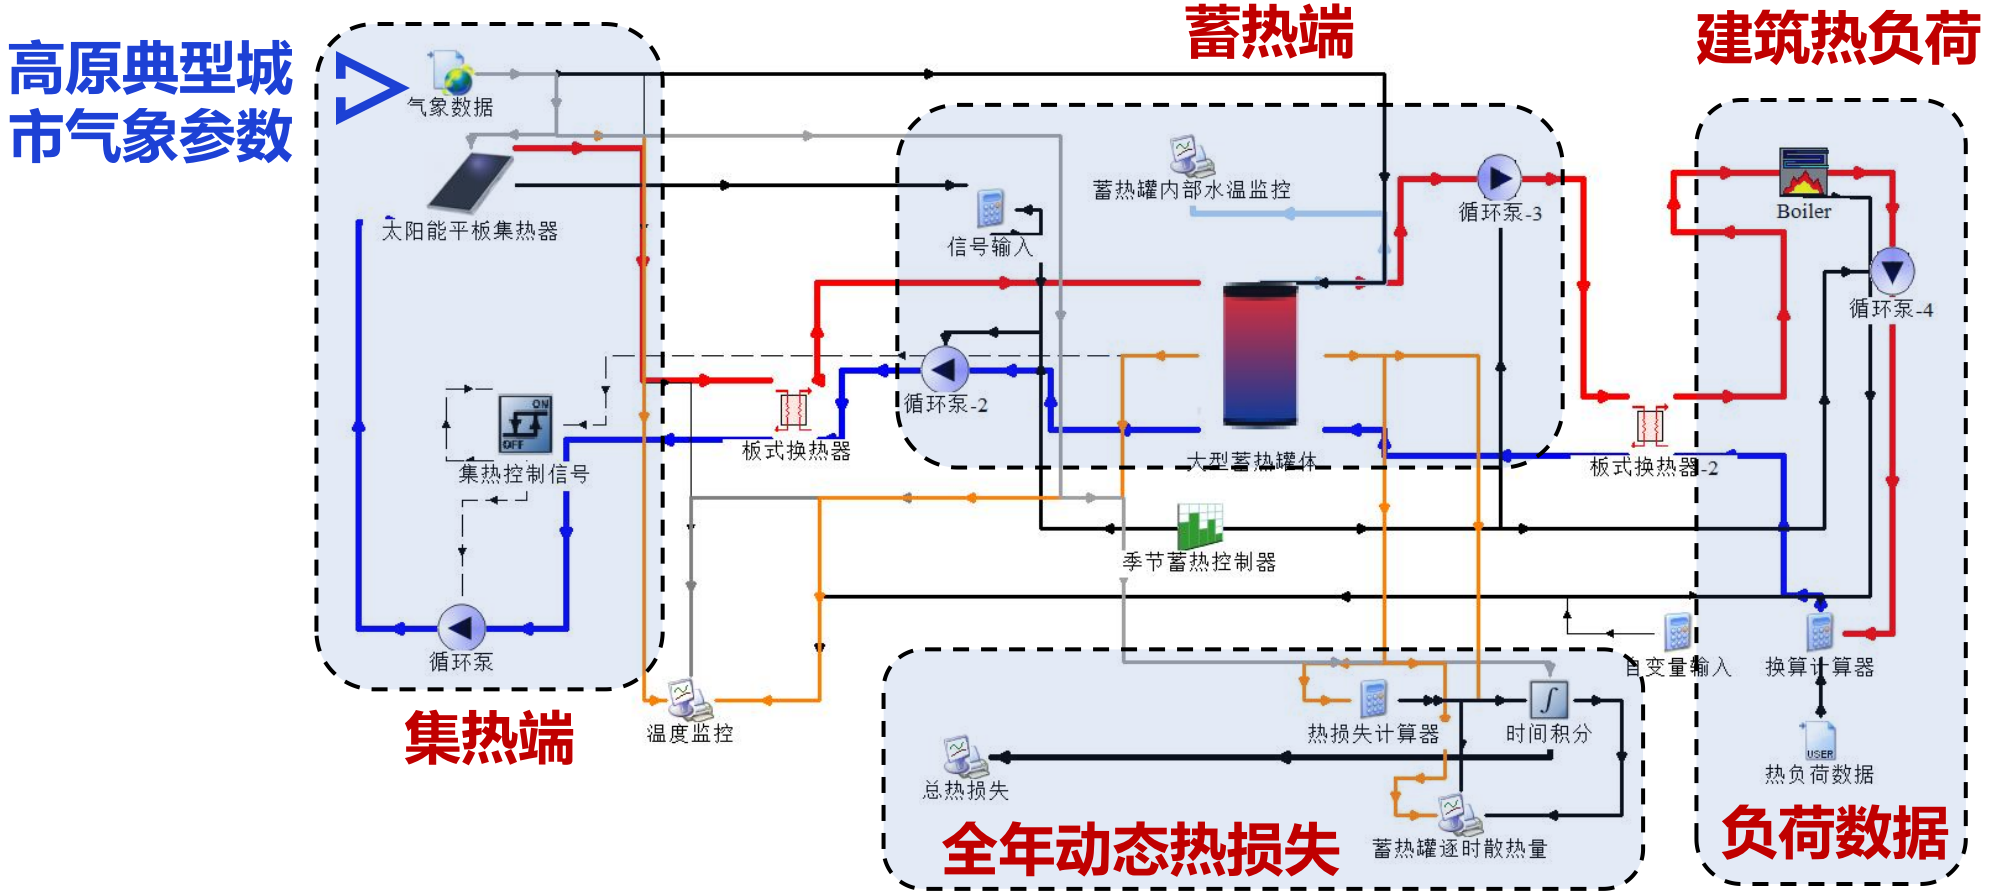 高原典型城
市气象参数
蓄热端
建筑热负荷
气象数据
太阳能平板集热器
信号输入
蓄热罐内部水温监控
循环泵-3
Boiler
循环泵-4
循环泵-2
ON
OFF
集热控制信号
板式换热器
大型蓄热罐体
板式换热器-2
季节蓄热控制器
循环泵
集热端
温度监控
自变量输入
换算计算器
热损失计算器
时间积分
总热损失
USER
热负荷数据
蓄热罐逐时散热量
全年动态热损失
负荷数据